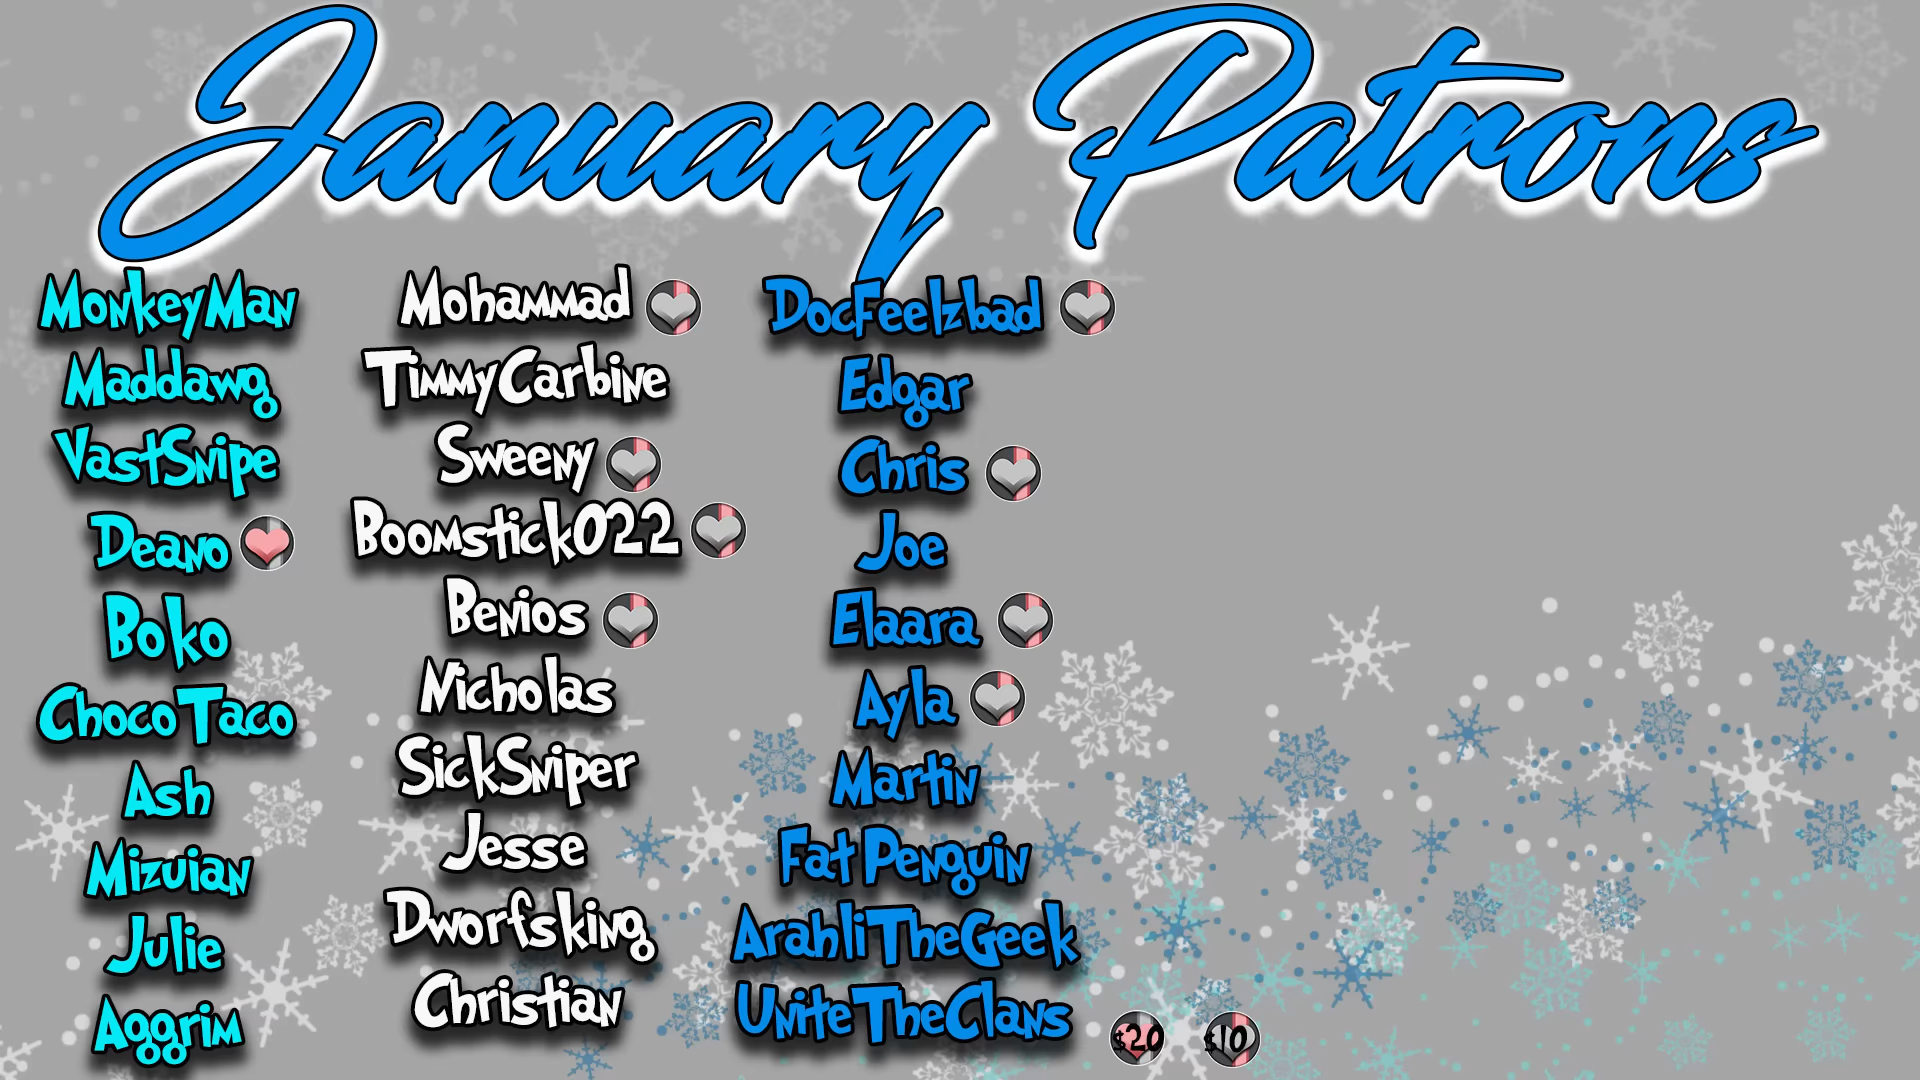 January Patrons
MonkeyMan
Maddawg
VastSnipe
Deano
Boko
ChocoTaco
Ash
Mizuian
Julie
Aggrim
Mohammad
TimmyCarbine
Sweeny
Boomstick022
Benios
Nicholas
SickSniper
Jesse
Dworfsking
Christian
DocFeelzbad
Edgar
Chris
Joe
Elaara
Ayla
Martin
Fat Penguin
ArahliTheGeek
UniteTheClans
$20 $10